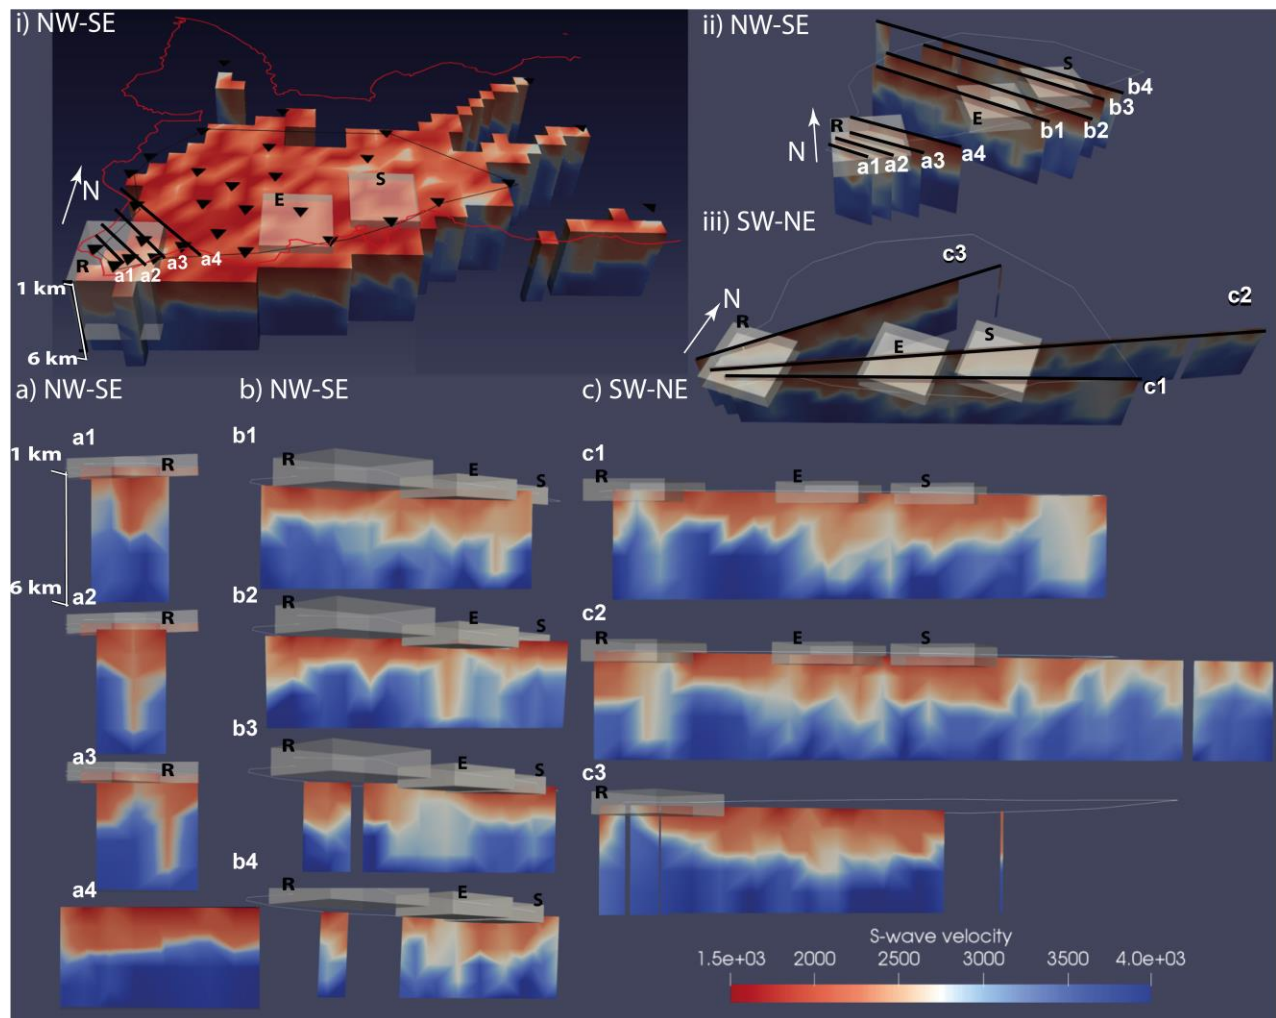 i) NW-SE
N
E
S
R
a1
a2
a3
a4
1 km
6 km
ii) NW-SE
S
b4
b3
E
b1
b2
R
N
a1
a2
a3
a4
iii) SW-NE
c3
N
c2
R
E
S
c1
a) NW-SE
b) NW-SE
c) SW-NE
a1
1 km
R
6 km
a2
R
a3
R
a4
b1
R
E
S
b2
R
E
S
b3
R
E
S
b4
R
E
S
c1
R
E
S
c2
R
E
S
c3
R
S-wave velocity
1.5e+03 2000 2500 3000 3500 4.0e+03